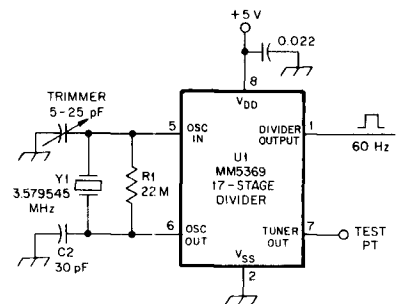 +5 V
0.022
8
TRIMMER
5-25 pF
VDD
5
OSC
IN
DIVIDER
OUTPUT
1
60 Hz
Y1
3.579545
MHz
R1
22 M
U1
MM5369
17-STAGE
DIVIDER
6
OSC
OUT
TUNER
OUT
7
TEST
PT
C2
30 pF
VSS
2